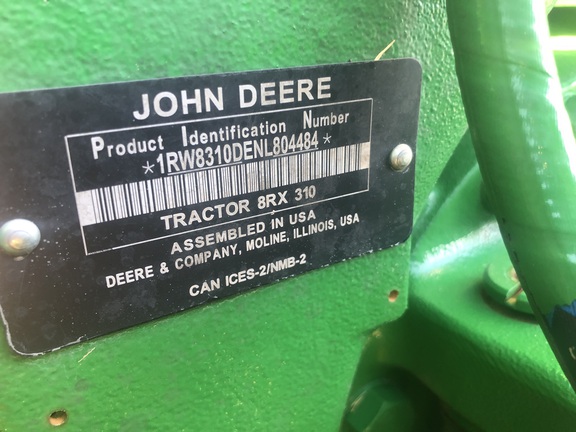 JOHN DEERE
Product Identification Number
*1RW8310DENL804484*
TRACTOR 8RX 310
ASSEMBLED IN USA
DEERE & COMPANY, MOLINE, ILLINOIS, USA
CAN ICES-2/NMB-2